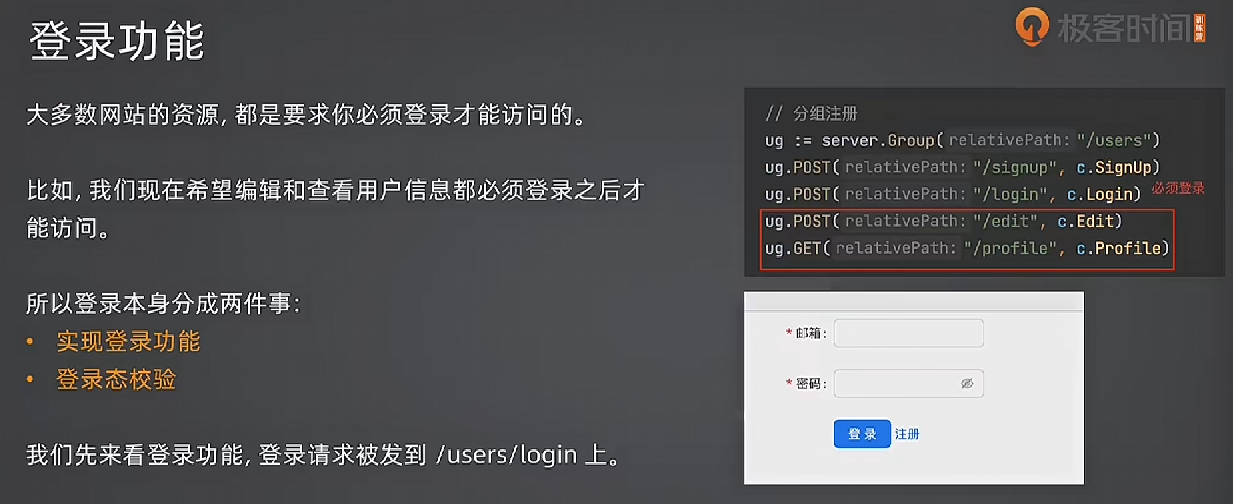 登录功能
极客时间 训练营
大多数网站的资源, 都是要求你必须登录才能访问的。
比如, 我们现在希望编辑和查看用户信息都必须登录之后才
能访问。
所以登录本身分成两件事:
• 实现登录功能
• 登录态校验
我们先来看登录功能, 登录请求被发到 /users/login 上。
// 分组注册
ug := server.Group( relativePath: "/users")
ug.POST( relativePath: "/signup", c.SignUp)
ug.POST( relativePath: "/login", c.Login)
必须登录
ug.POST( relativePath: "/edit", c.Edit)
ug.GET( relativePath: "/profile", c.Profile)
* 邮箱:
* 密码:
登 录 注册